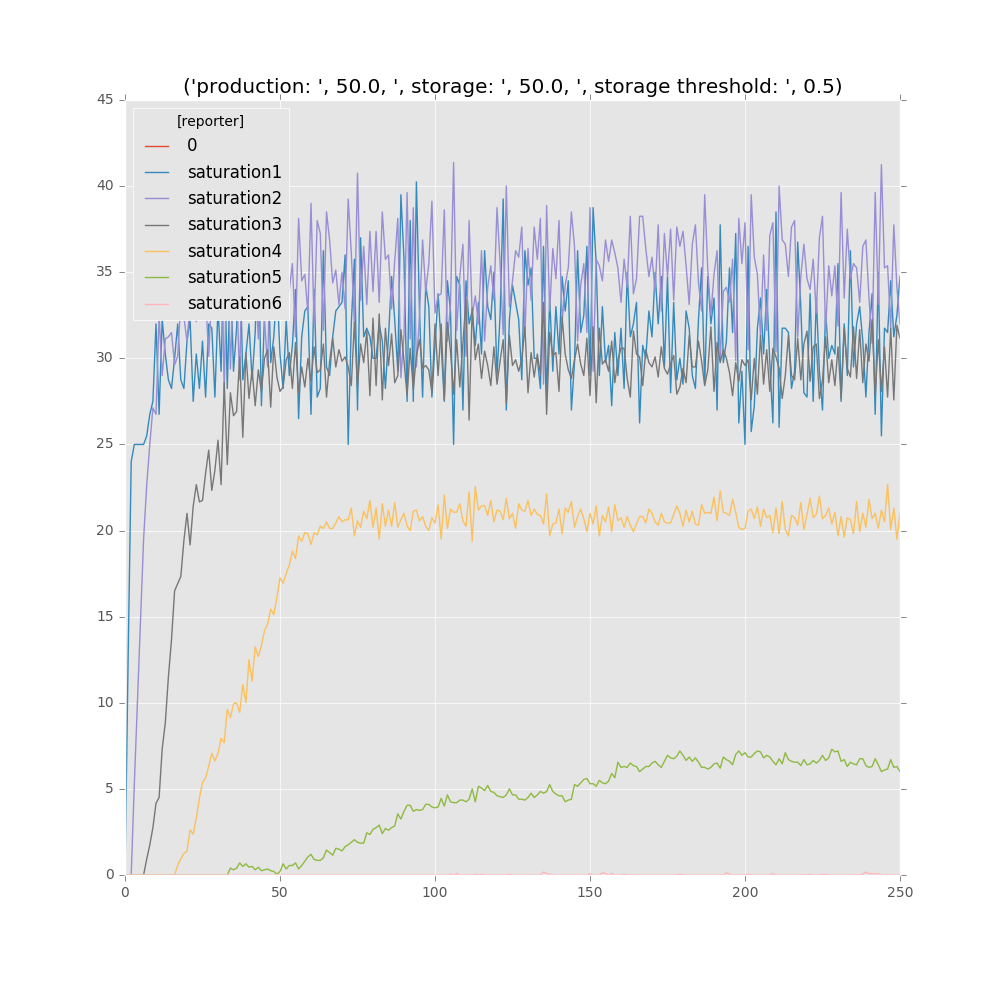 ('production: ', 50.0, ', storage: ', 50.0, ', storage threshold: ', 0.5)
45
40
35
30
25
20
15
10
5
0
[reporter]
0
saturation1
saturation2
saturation3
saturation4
saturation5
saturation6
0 50 100 150 200 250